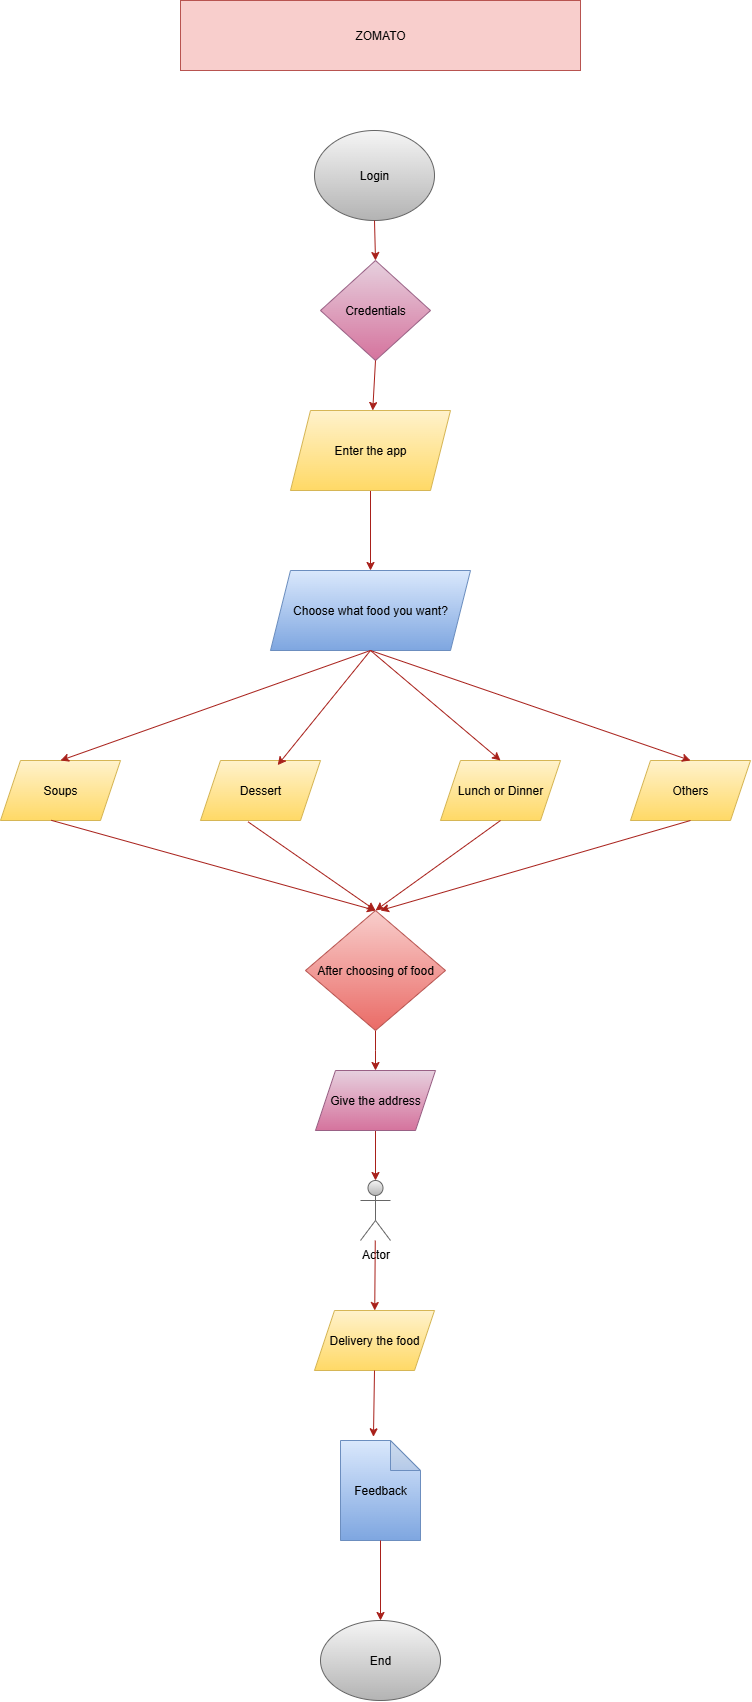 ZOMATO
Login
Credentials
Enter the app
Choose what food you want?
Soups
Dessert
Lunch or Dinner
Others
After choosing of food
Give the address
Actor
Delivery the food
Feedback
End